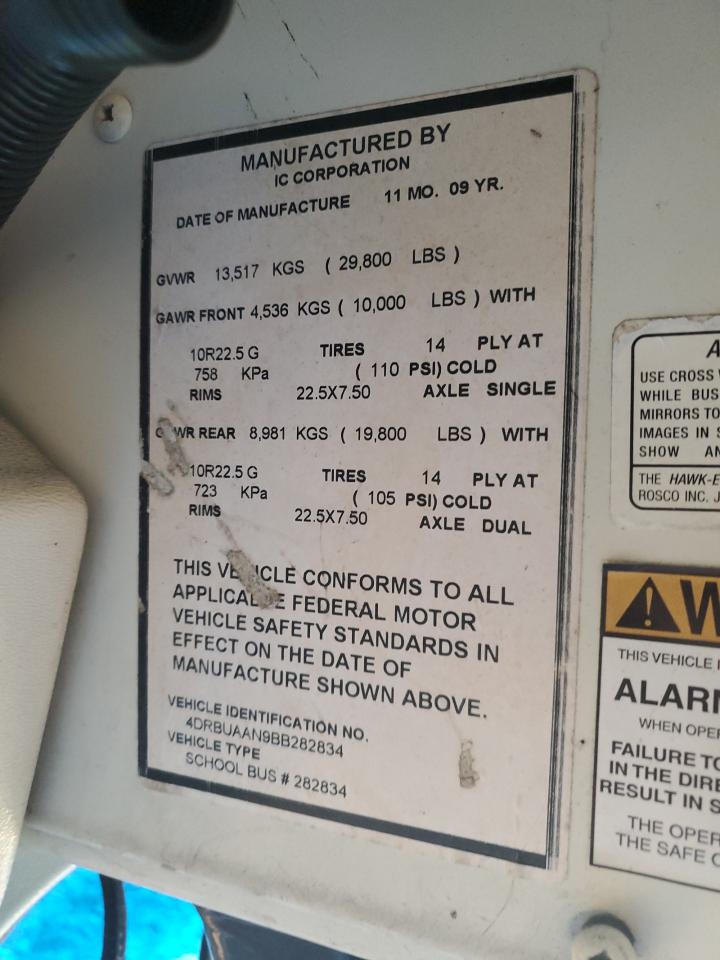 MANUFACTURED BY
IC CORPORATION
DATE OF MANUFACTURE 11 MO. 09 YR.
GVWR 13,517 KGS ( 29,800 LBS )
GAWR FRONT 4,536 KGS ( 10,000 LBS ) WITH
10R22.5 G TIRES 14 PLY AT
758 KPa ( 110 PSI) COLD
RIMS 22.5X7.50 AXLE SINGLE
REAR 8,981 KGS ( 19,800 LBS ) WITH
10R22.5 G TIRES 14 PLY AT
723 KPa ( 105 PSI) COLD
RIMS 22.5X7.50 AXLE DUAL
THIS VEHICLE CONFORMS TO ALL
APPLICABLE FEDERAL MOTOR
VEHICLE SAFETY STANDARDS IN
EFFECT ON THE DATE OF
MANUFACTURE SHOWN ABOVE.
VEHICLE IDENTIFICATION NO.
4DRBUAAN9BB282834
VEHICLE TYPE
SCHOOL BUS # 282834
USE CROSS
WHILE BUS
MIRRORS TO
IMAGES IN
SHOW
THE HAWK-E
ROSCO INC.
THIS VEHICLE
ALARM
WHEN OPER
FAILURE TO
IN THE DIRE
RESULT IN S
THE OPER
THE SAFE